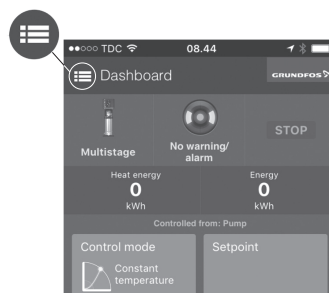 TDC 08.44
Dashboard GRUNDFOS
Multistage No warning/
alarm STOP
Heat energy Energy
0 0
kWh kWh
Controlled from: Pump
Control mode Setpoint
Constant
temperature